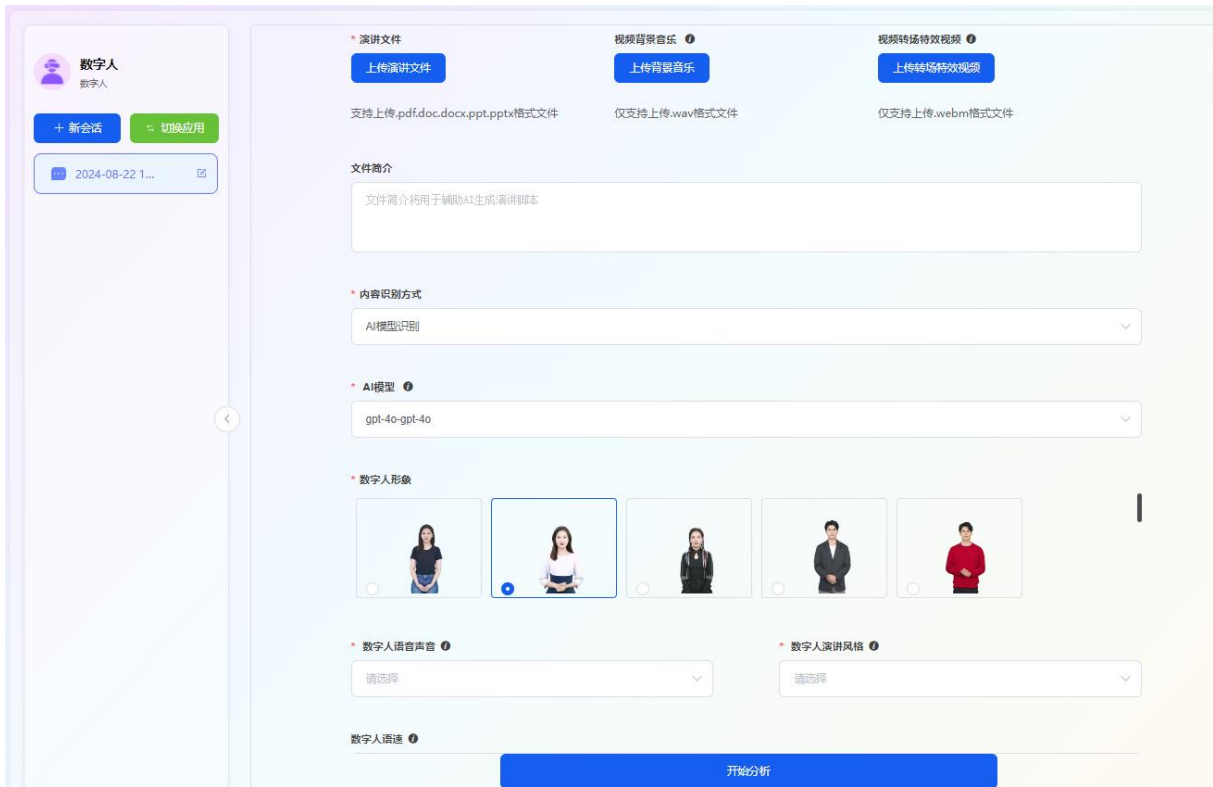 数字人
数字人
+ 新会话
切换应用
2024-08-22 1...
* 演讲文件
视频背景音乐
视频转场特效视频
上传演讲文件
上传背景音乐
上传转场特效视频
支持上传.pdf.doc.docx.ppt.pptx格式文件
仅支持上传.wav格式文件
仅支持上传.webm格式文件
文件简介
文件简介将用于辅助AI生成演讲脚本
* 内容识别方式
AI模型识别
* AI模型
gpt-4o-gpt-4o
* 数字人形象
* 数字人语音声音
* 数字人演讲风格
请选择
请选择
数字人语速
开始分析